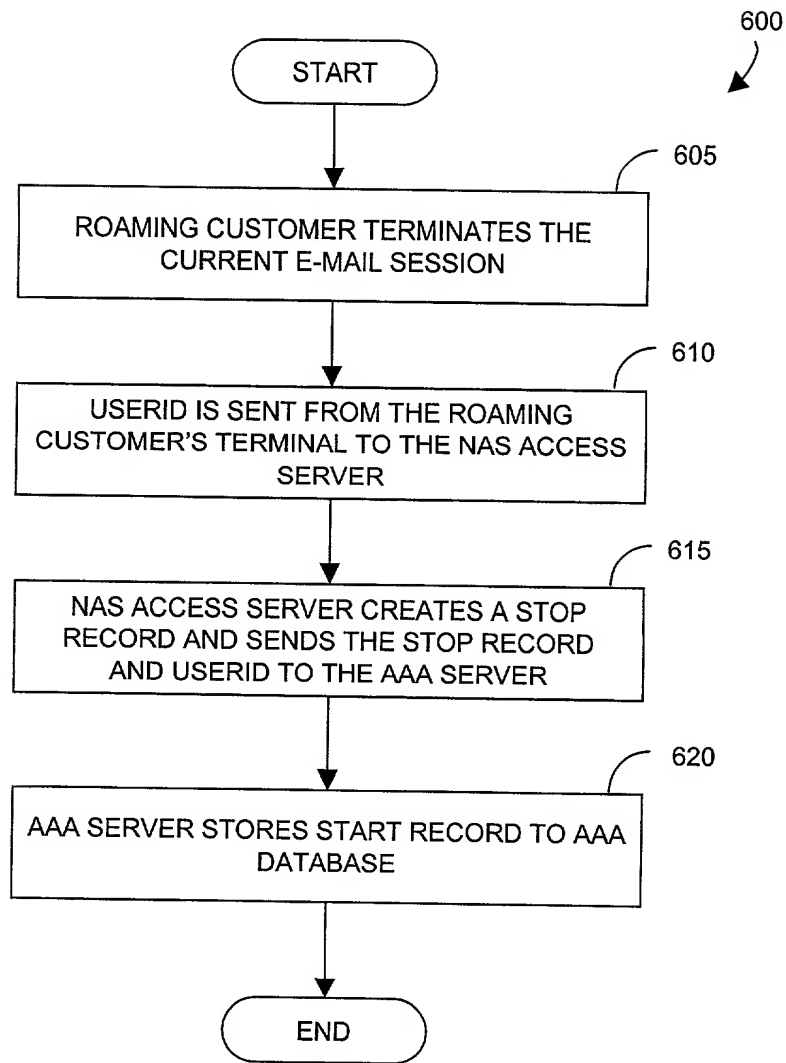 600
START
605
ROAMING CUSTOMER TERMINATES THE
CURRENT E-MAIL SESSION
610
USERID IS SENT FROM THE ROAMING
CUSTOMER'S TERMINAL TO THE NAS ACCESS
SERVER
615
NAS ACCESS SERVER CREATES A STOP
RECORD AND SENDS THE STOP RECORD
AND USERID TO THE AAA SERVER
620
AAA SERVER STORES START RECORD TO AAA
DATABASE
END